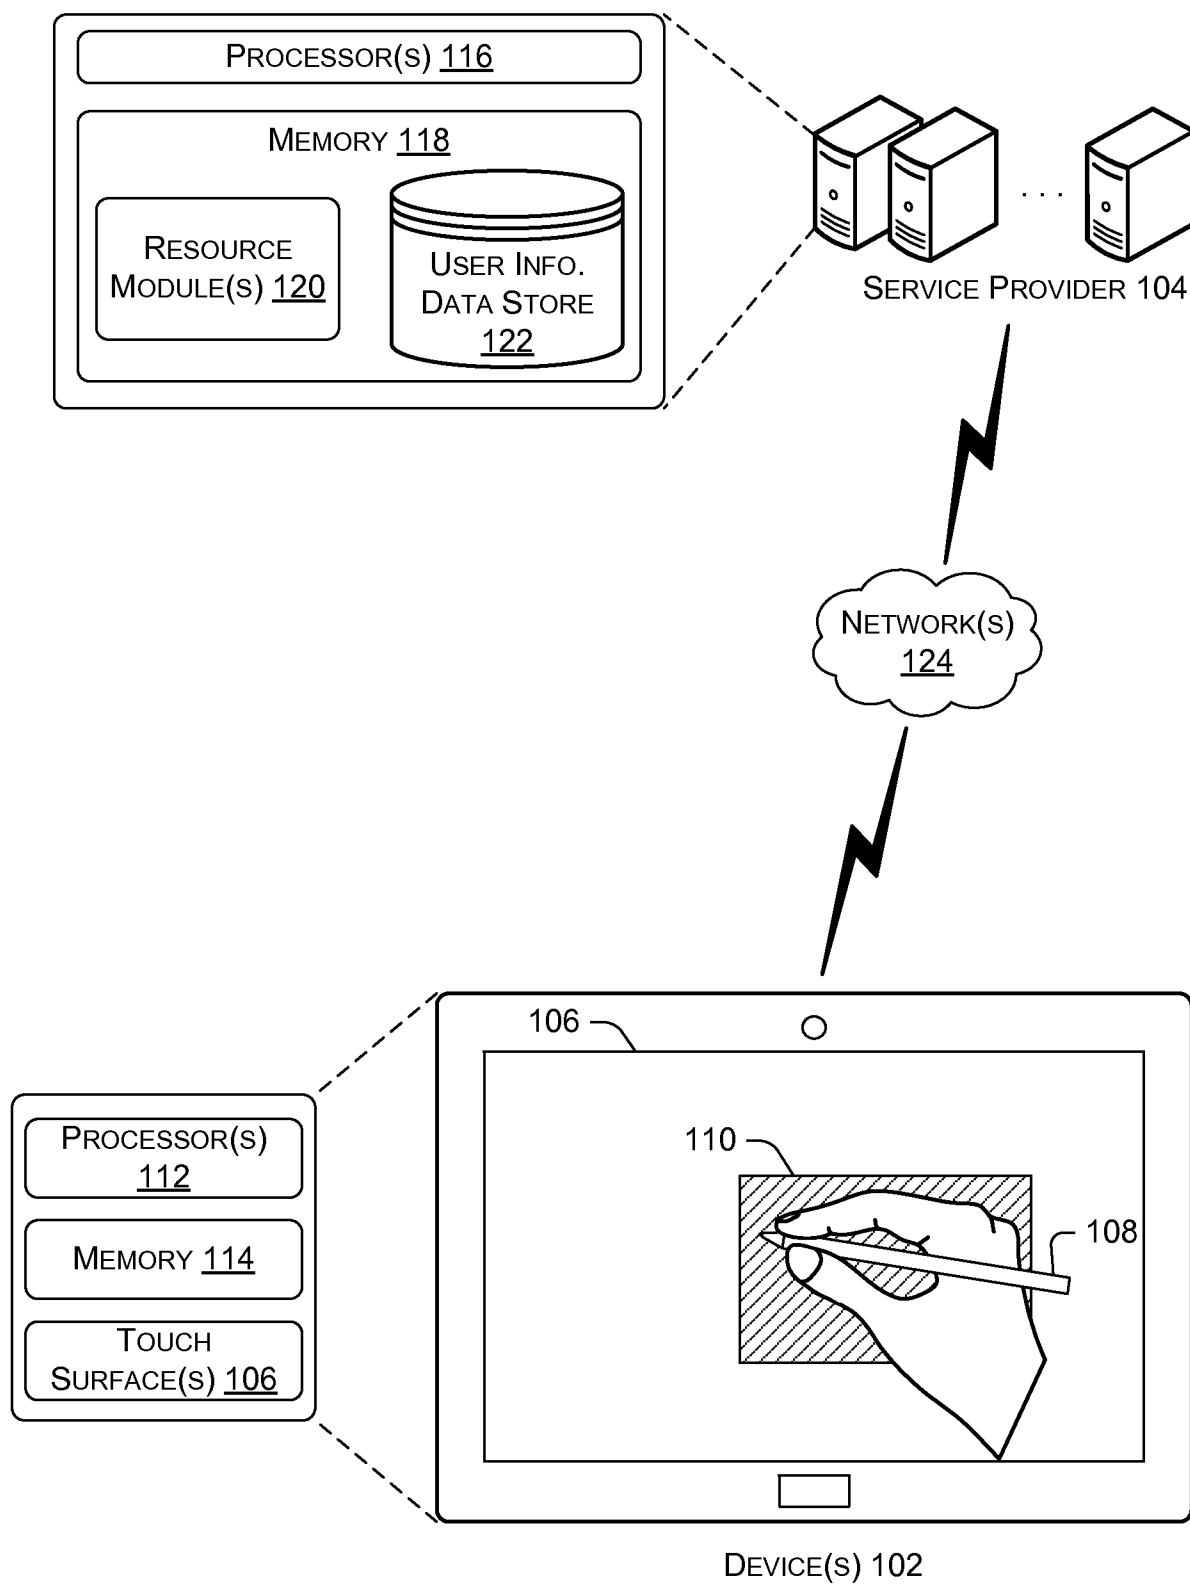 PROCESSOR(S) 116
MEMORY 118
RESOURCE
MODULE(S) 120
USER INFO.
DATA STORE
122
. . .
SERVICE PROVIDER 104
NETWORK(S)
124
106
110
108
PROCESSOR(S)
112
MEMORY 114
TOUCH
SURFACE(S) 106
DEVICE(S) 102